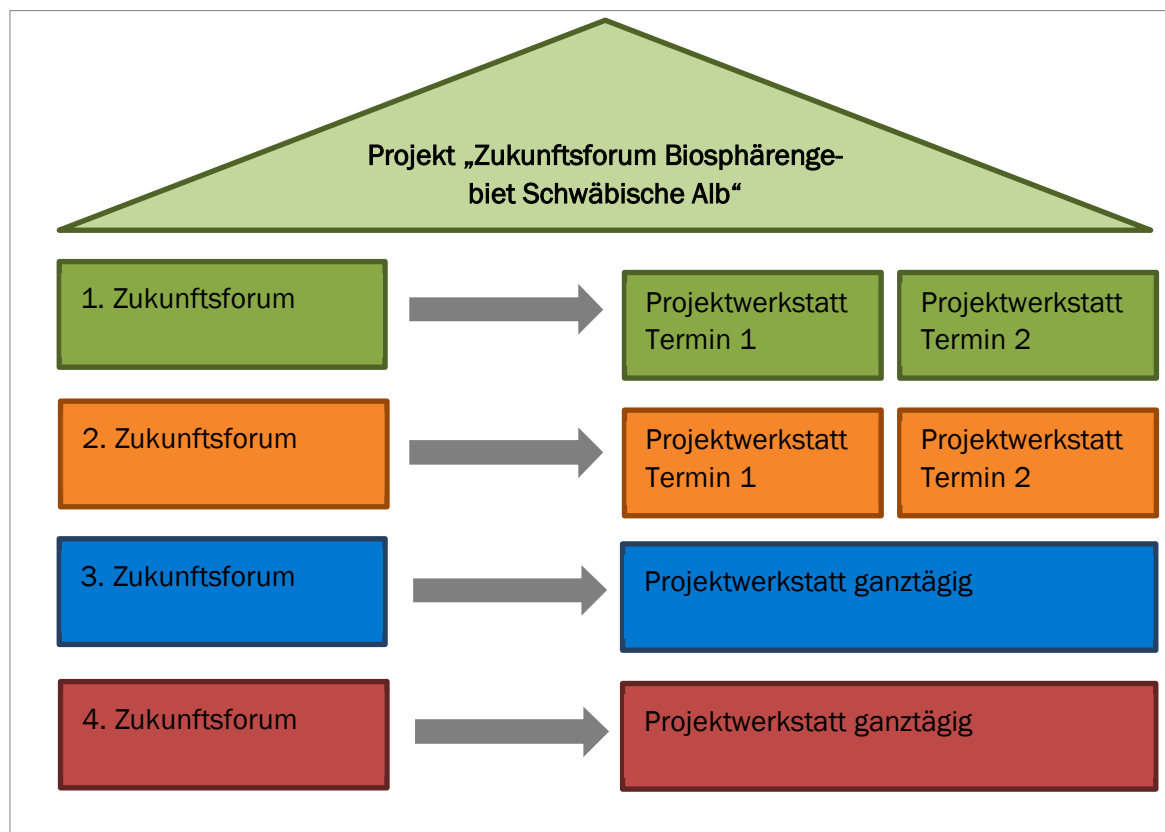 Projekt „Zukunftsforum Biosphärenge-
biet Schwäbische Alb“
1. Zukunftsforum
Projektwerkstatt
Termin 1
Projektwerkstatt
Termin 2
2. Zukunftsforum
Projektwerkstatt
Termin 1
Projektwerkstatt
Termin 2
3. Zukunftsforum
Projektwerkstatt ganztägig
4. Zukunftsforum
Projektwerkstatt ganztägig